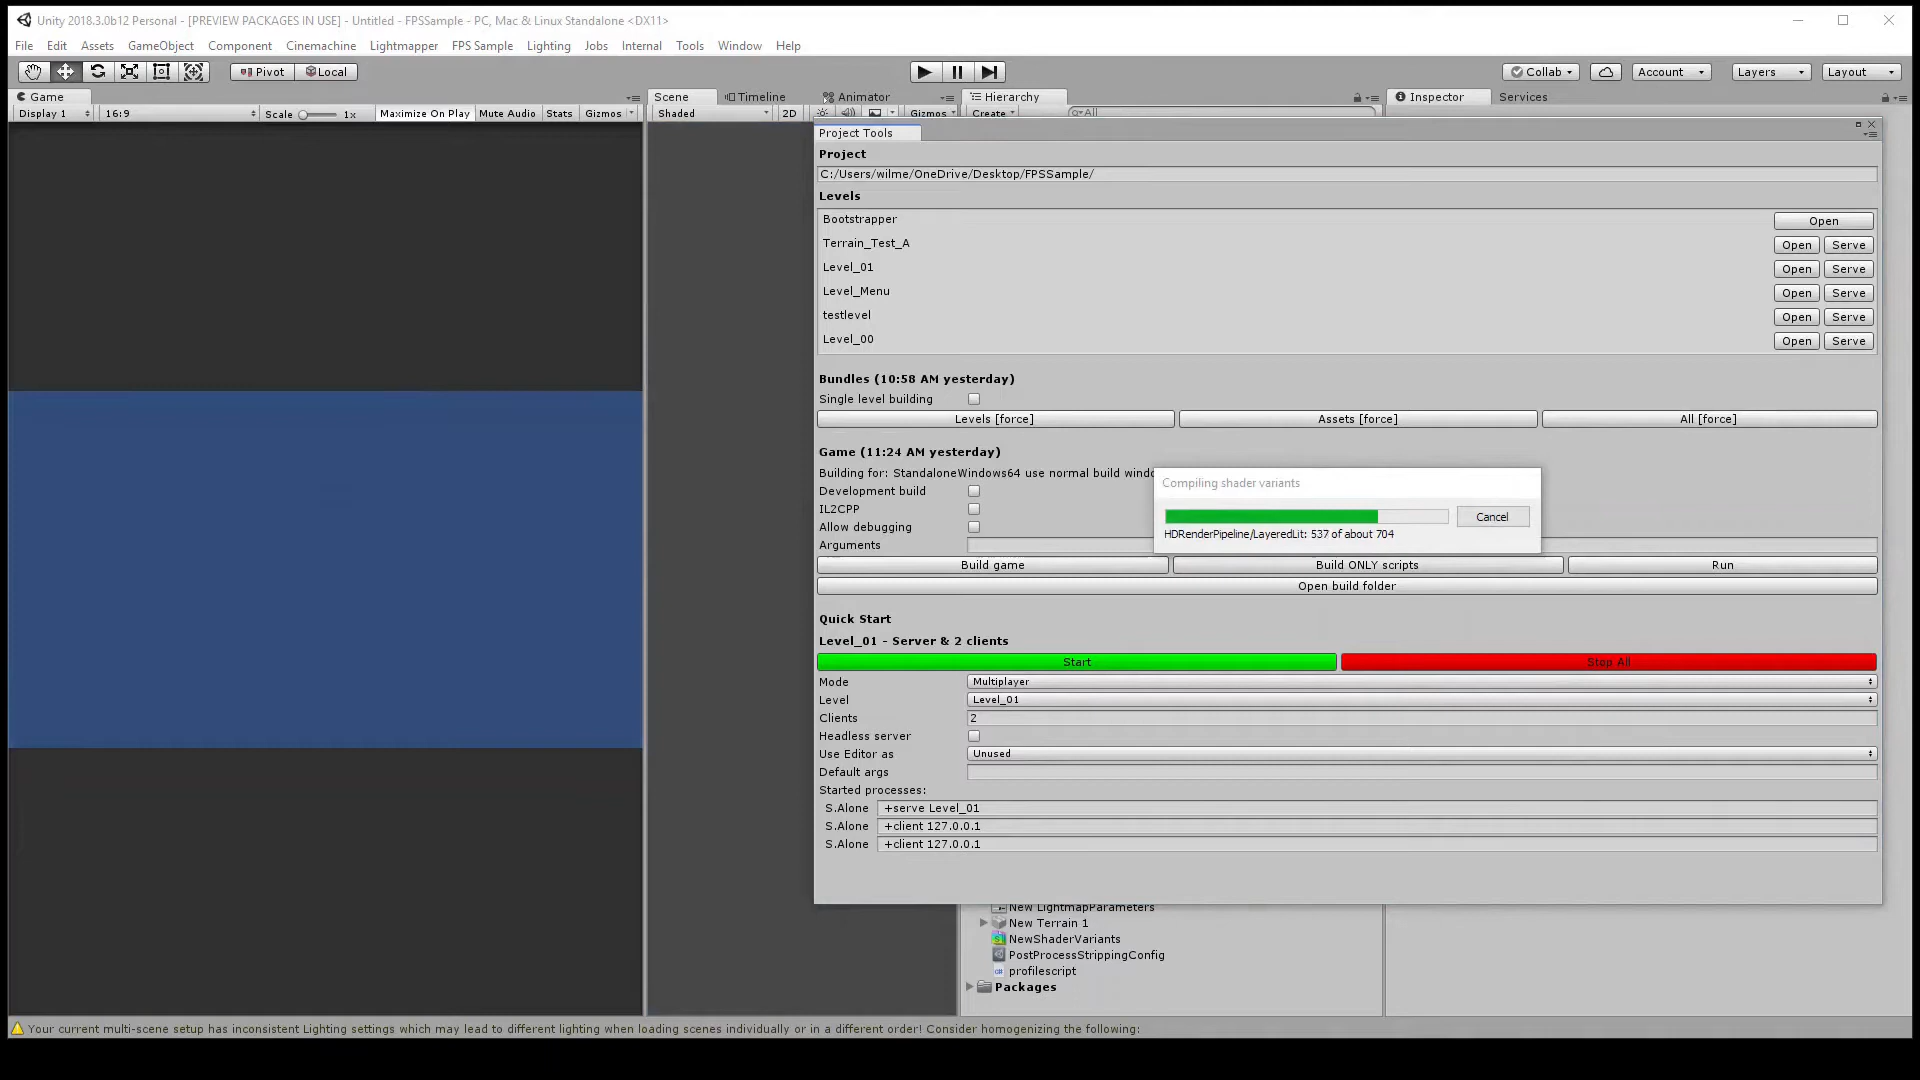 Unity 2018.3.0b12 Personal - [PREVIEW PACKAGES IN USE] - Untitled - FPSSample - PC, Mac & Linux Standalone <DX11>
File Edit Assets GameObject Component Cinemachine Lightmapper FPS Sample Lighting Jobs Internal Tools Window Help
Pivot Local Collab Account Layers Layout
Game Scene Timeline Animator Hierarchy Inspector Services
Display 1 16:9 Scale 1x Maximize On Play Mute Audio Stats Gizmos Shaded 2D Gizmos Create All
Project Tools
Project
C:/Users/wilme/OneDrive/Desktop/FPSSample/
Levels
Bootstrapper Open
Terrain_Test_A Open Serve
Level_01 Open Serve
Level_Menu Open Serve
testlevel Open Serve
Level_00 Open Serve
Bundles (10:58 AM yesterday)
Single level building
Levels [force] Assets [force] All [force]
Game (11:24 AM yesterday)
Building for: StandaloneWindows64 use normal build windo
Development build
IL2CPP
Allow debugging
Arguments
Compiling shader variants
Cancel
HDRenderPipeline/LayeredLit: 537 of about 704
Build game Build ONLY scripts Run
Open build folder
Quick Start
Level_01 - Server & 2 clients
Start Stop All
Mode Multiplayer
Level Level_01
Clients 2
Headless server
Use Editor as Unused
Default args
Started processes:
S.Alone +serve Level_01
S.Alone +client 127.0.0.1
S.Alone +client 127.0.0.1
New LightmapParameters
New Terrain 1
NewShaderVariants
PostProcessStrippingConfig
profilescript
Packages
Your current multi-scene setup has inconsistent Lighting settings which may lead to different lighting when loading scenes individually or in a different order! Consider homogenizing the following: